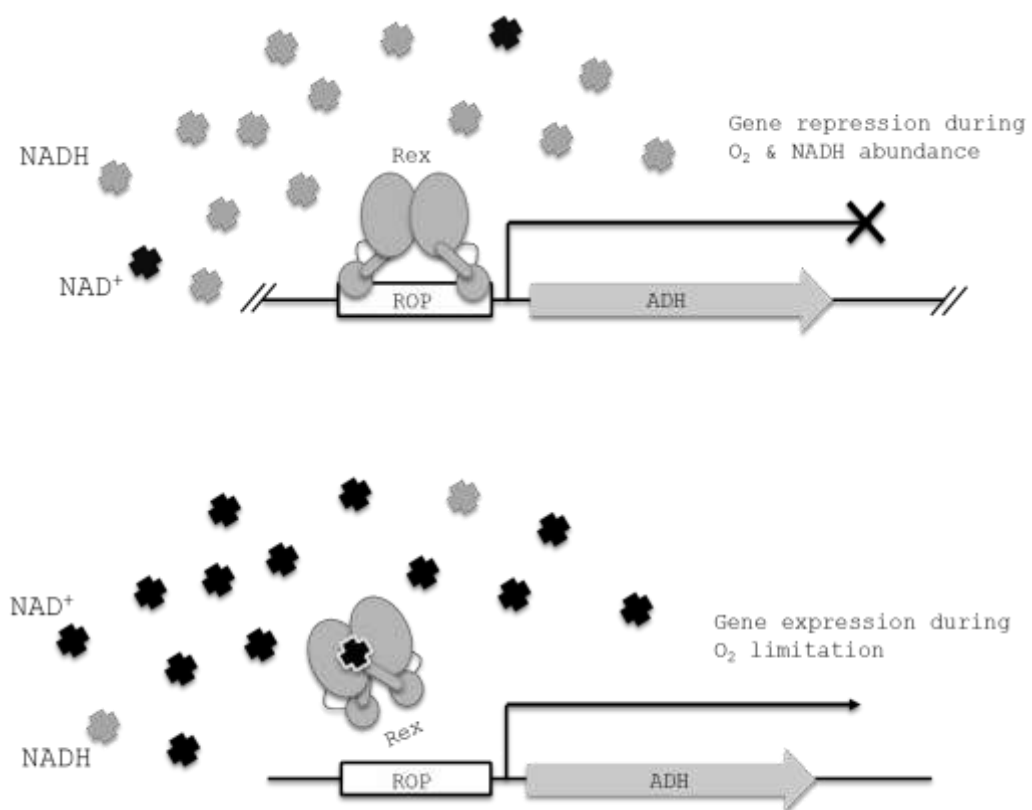 Gene repression during
O₂ & NADH abundance
Rex
NADH
NAD⁺
ROP
ADH
NAD⁺
Gene expression during
O₂ limitation
Rex
NADH
ROP
ADH